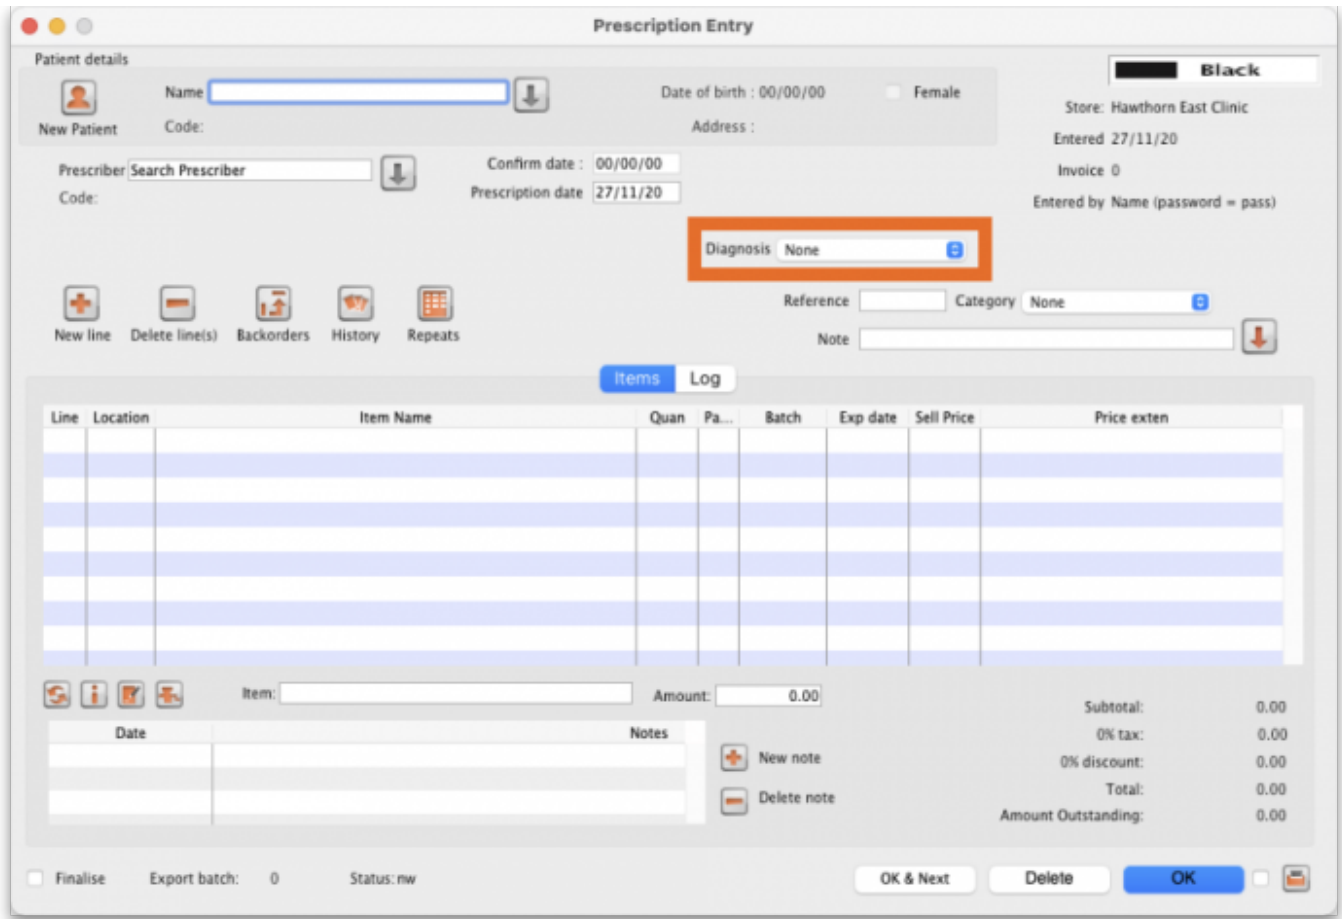 Prescription Entry
Patient details
Black
Name
Date of birth : 00/00/00
Female
Store: Hawthorn East Clinic
New Patient
Code:
Address :
Entered 27/11/20
Prescriber Search Prescriber
Confirm date : 00/00/00
Invoice 0
Code:
Prescription date 27/11/20
Entered by Name (password = pass)
Diagnosis None
Reference
Category None
New line
Delete line(s)
Backorders
History
Repeats
Note
Items
Log
Line Location Item Name Quan Pa... Batch Exp date Sell Price Price exten
Item:
Amount: 0.00
Subtotal: 0.00
Date Notes
0% tax: 0.00
New note
0% discount: 0.00
Delete note
Total: 0.00
Amount Outstanding: 0.00
Finalise
Export batch: 0
Status: nw
OK & Next
Delete
OK